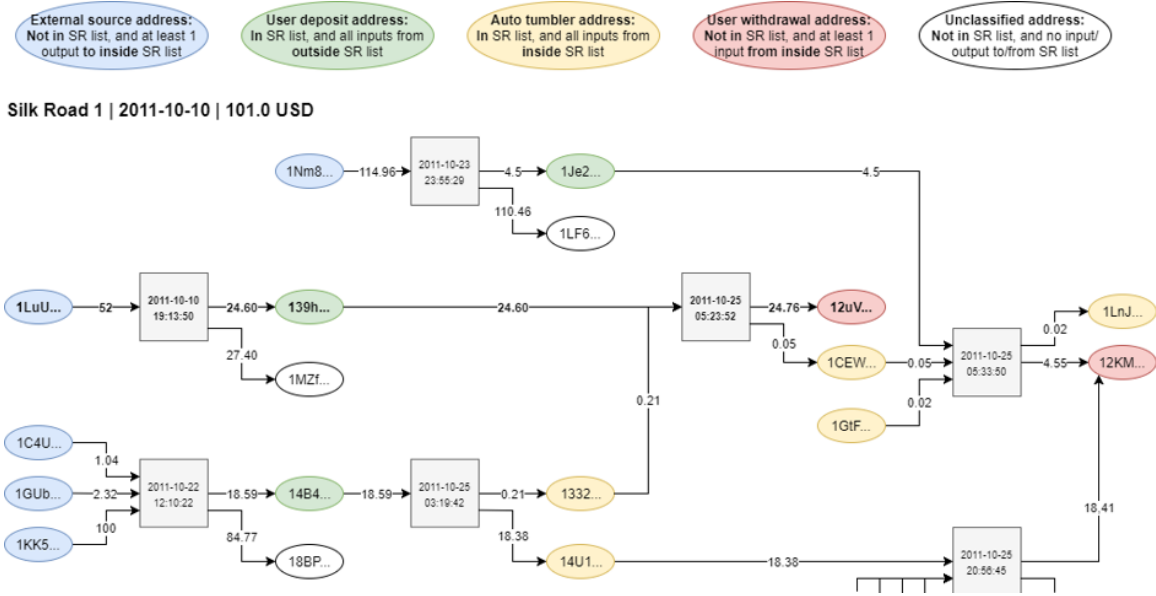 External source address:
Not in SR list, and at least 1
output to inside SR list
User deposit address:
In SR list, and all inputs from
outside SR list
Auto tumbler address:
In SR list, and all inputs from
inside SR list
User withdrawal address:
Not in SR list, and at least 1
input from inside SR list
Unclassified address:
Not in SR list, and no input/
output to/from SR list
Silk Road 1 | 2011-10-10 | 101.0 USD
1Nm8...
114.96
2011-10-23
23:55:29
4.5
1Je2...
4.5
110.46
1LF6...
1LuU...
52
2011-10-10
19:13:50
24.60
139h...
24.60
2011-10-25
05:23:52
24.76
12uV...
1LnJ...
0.02
27.40
0.05
1MZf...
1CEW...
0.05
2011-10-25
05:33:50
4.55
12KM...
0.21
0.02
1GtF...
1C4U...
1.04
1GUb...
2.32
2011-10-22
12:10:22
18.59
14B4...
18.59
2011-10-25
03:19:42
0.21
1332...
100
1KK5...
84.77
18BP...
18.38
14U1...
18.38
2011-10-25
20:56:45
18.41